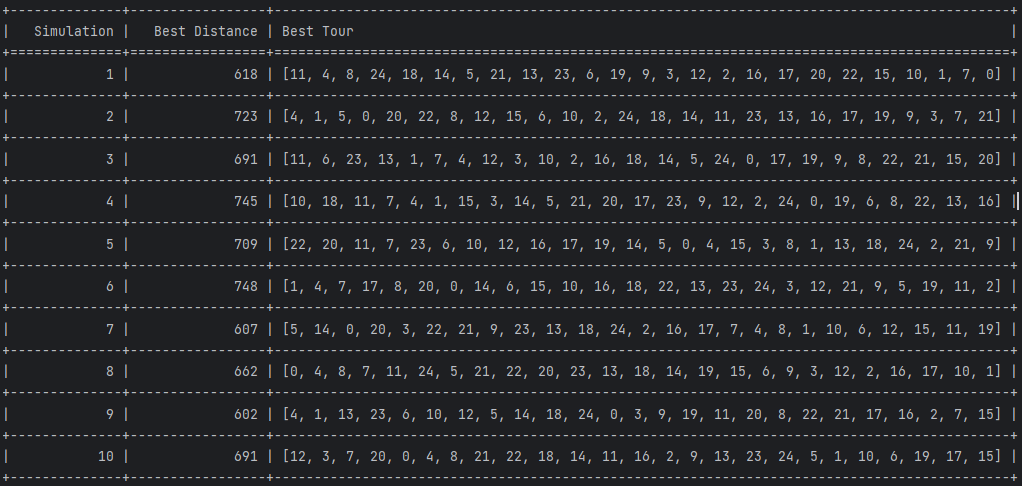 +--------------+----------------+------------------------------------------------------------------------------------------+
|   Simulation |   Best Distance | Best Tour                                                                                |
+==============+================+==========================================================================================+
|            1 |             618 | [11, 4, 8, 24, 18, 14, 5, 21, 13, 23, 6, 19, 9, 3, 12, 2, 16, 17, 20, 22, 15, 10, 1, 7, 0] |
+--------------+----------------+------------------------------------------------------------------------------------------+
|            2 |             723 | [4, 1, 5, 0, 20, 22, 8, 12, 15, 6, 10, 2, 24, 18, 14, 11, 23, 13, 16, 17, 19, 9, 3, 7, 21] |
+--------------+----------------+------------------------------------------------------------------------------------------+
|            3 |             691 | [11, 6, 23, 13, 1, 7, 4, 12, 3, 10, 2, 16, 18, 14, 5, 24, 0, 17, 19, 9, 8, 22, 21, 15, 20] |
+--------------+----------------+------------------------------------------------------------------------------------------+
|            4 |             745 | [10, 18, 11, 7, 4, 1, 15, 3, 14, 5, 21, 20, 17, 23, 9, 12, 2, 24, 0, 19, 6, 8, 22, 13, 16] |
+--------------+----------------+------------------------------------------------------------------------------------------+
|            5 |             709 | [22, 20, 11, 7, 23, 6, 10, 12, 16, 17, 19, 14, 5, 0, 4, 15, 3, 8, 1, 13, 18, 24, 2, 21, 9] |
+--------------+----------------+------------------------------------------------------------------------------------------+
|            6 |             748 | [1, 4, 7, 17, 8, 20, 0, 14, 6, 15, 10, 16, 18, 22, 13, 23, 24, 3, 12, 21, 9, 5, 19, 11, 2] |
+--------------+----------------+------------------------------------------------------------------------------------------+
|            7 |             607 | [5, 14, 0, 20, 3, 22, 21, 9, 23, 13, 18, 24, 2, 16, 17, 7, 4, 8, 1, 10, 6, 12, 15, 11, 19] |
+--------------+----------------+------------------------------------------------------------------------------------------+
|            8 |             662 | [0, 4, 8, 7, 11, 24, 5, 21, 22, 20, 23, 13, 18, 14, 19, 15, 6, 9, 3, 12, 2, 16, 17, 10, 1] |
+--------------+----------------+------------------------------------------------------------------------------------------+
|            9 |             602 | [4, 1, 13, 23, 6, 10, 12, 5, 14, 18, 24, 0, 3, 9, 19, 11, 20, 8, 22, 21, 17, 16, 2, 7, 15] |
+--------------+----------------+------------------------------------------------------------------------------------------+
|           10 |             691 | [12, 3, 7, 20, 0, 4, 8, 21, 22, 18, 14, 11, 16, 2, 9, 13, 23, 24, 5, 1, 10, 6, 19, 17, 15] |
+--------------+----------------+------------------------------------------------------------------------------------------+